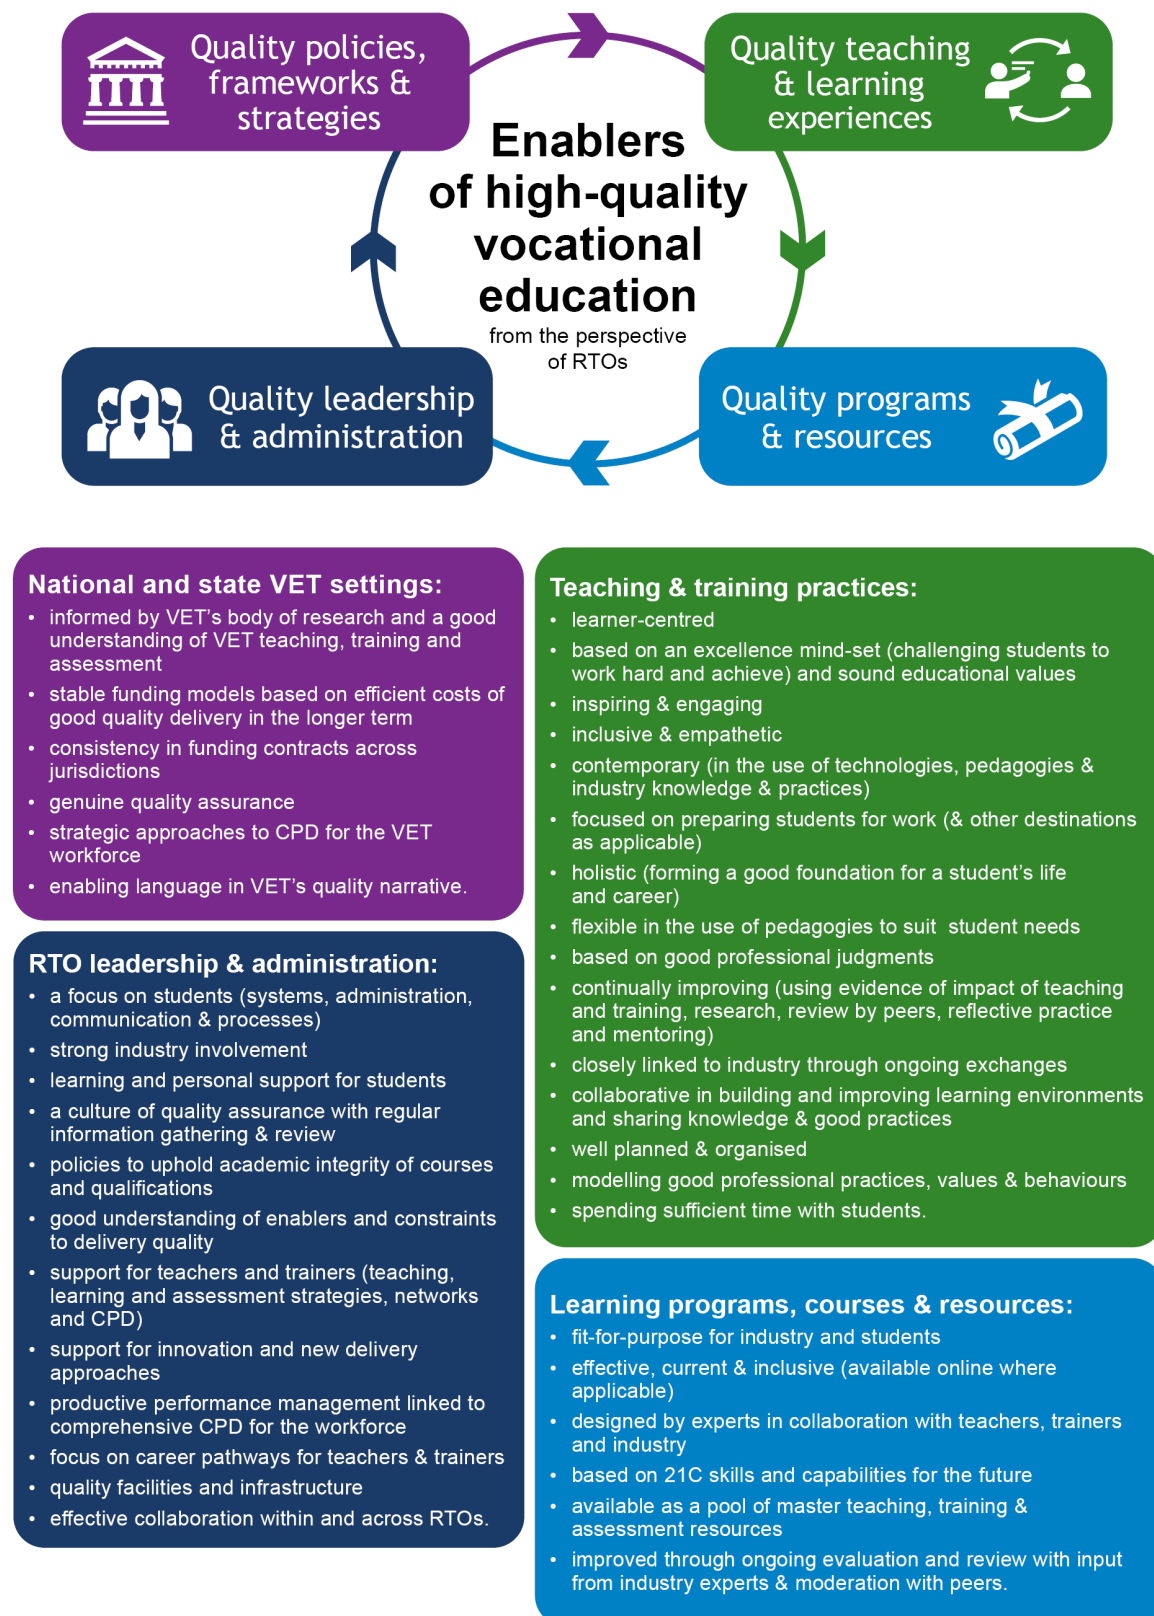 Quality policies,
frameworks &
strategies
Quality teaching
& learning
experiences
Enablers
of high-quality
vocational
education
from the perspective
of RTOs
Quality leadership
& administration
Quality programs
& resources
National and state VET settings:
• informed by VET’s body of research and a good
understanding of VET teaching, training and
assessment
• stable funding models based on efficient costs of
good quality delivery in the longer term
• consistency in funding contracts across
jurisdictions
• genuine quality assurance
• strategic approaches to CPD for the VET
workforce
• enabling language in VET’s quality narrative.
RTO leadership & administration:
• a focus on students (systems, administration,
communication & processes)
• strong industry involvement
• learning and personal support for students
• a culture of quality assurance with regular
information gathering & review
• policies to uphold academic integrity of courses
and qualifications
• good understanding of enablers and constraints
to delivery quality
• support for teachers and trainers (teaching,
learning and assessment strategies, networks
and CPD)
• support for innovation and new delivery
approaches
• productive performance management linked to
comprehensive CPD for the workforce
• focus on career pathways for teachers & trainers
• quality facilities and infrastructure
• effective collaboration within and across RTOs.
Teaching & training practices:
• learner-centred
• based on an excellence mind-set (challenging students to
work hard and achieve) and sound educational values
• inspiring & engaging
• inclusive & empathetic
• contemporary (in the use of technologies, pedagogies &
industry knowledge & practices)
• focused on preparing students for work (& other destinations
as applicable)
• holistic (forming a good foundation for a student’s life
and career)
• flexible in the use of pedagogies to suit student needs
• based on good professional judgments
• continually improving (using evidence of impact of teaching
and training, research, review by peers, reflective practice
and mentoring)
• closely linked to industry through ongoing exchanges
• collaborative in building and improving learning environments
and sharing knowledge & good practices
• well planned & organised
• modelling good professional practices, values & behaviours
• spending sufficient time with students.
Learning programs, courses & resources:
• fit-for-purpose for industry and students
• effective, current & inclusive (available online where
applicable)
• designed by experts in collaboration with teachers, trainers
and industry
• based on 21C skills and capabilities for the future
• available as a pool of master teaching, training &
assessment resources
• improved through ongoing evaluation and review with input
from industry experts & moderation with peers.